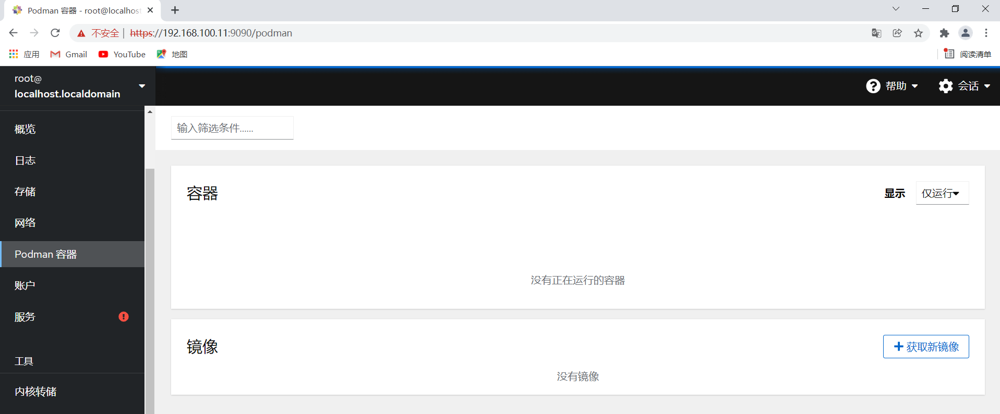 Podman 容器 - root@localhost
不安全 | https://192.168.100.11:9090/podman
应用 Gmail YouTube 地图 阅读清单
root@
localhost.localdomain
帮助 会话
概览
日志
存储
网络
Podman 容器
账户
服务
工具
内核转储
输入筛选条件......
容器 显示 仅运行
没有正在运行的容器
镜像 获取新镜像
没有镜像